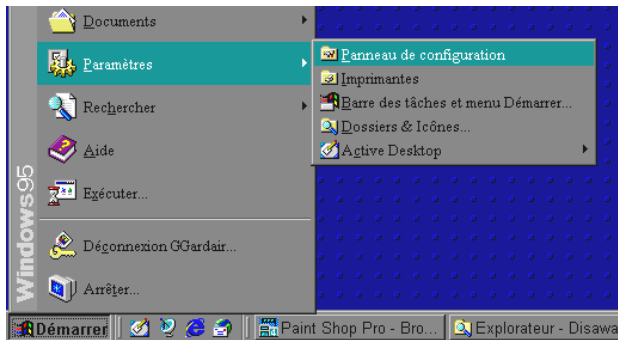 Documents
Paramètres
Rechercher
Aide
Exécuter...
Déconnexion GGardair...
Arrêter...
Windows95
Panneau de configuration
Imprimantes
Barre des tâches et menu Démarrer...
Dossiers & Icônes...
Active Desktop
Démarrer
Paint Shop Pro - Bro...
Explorateur - Disawa